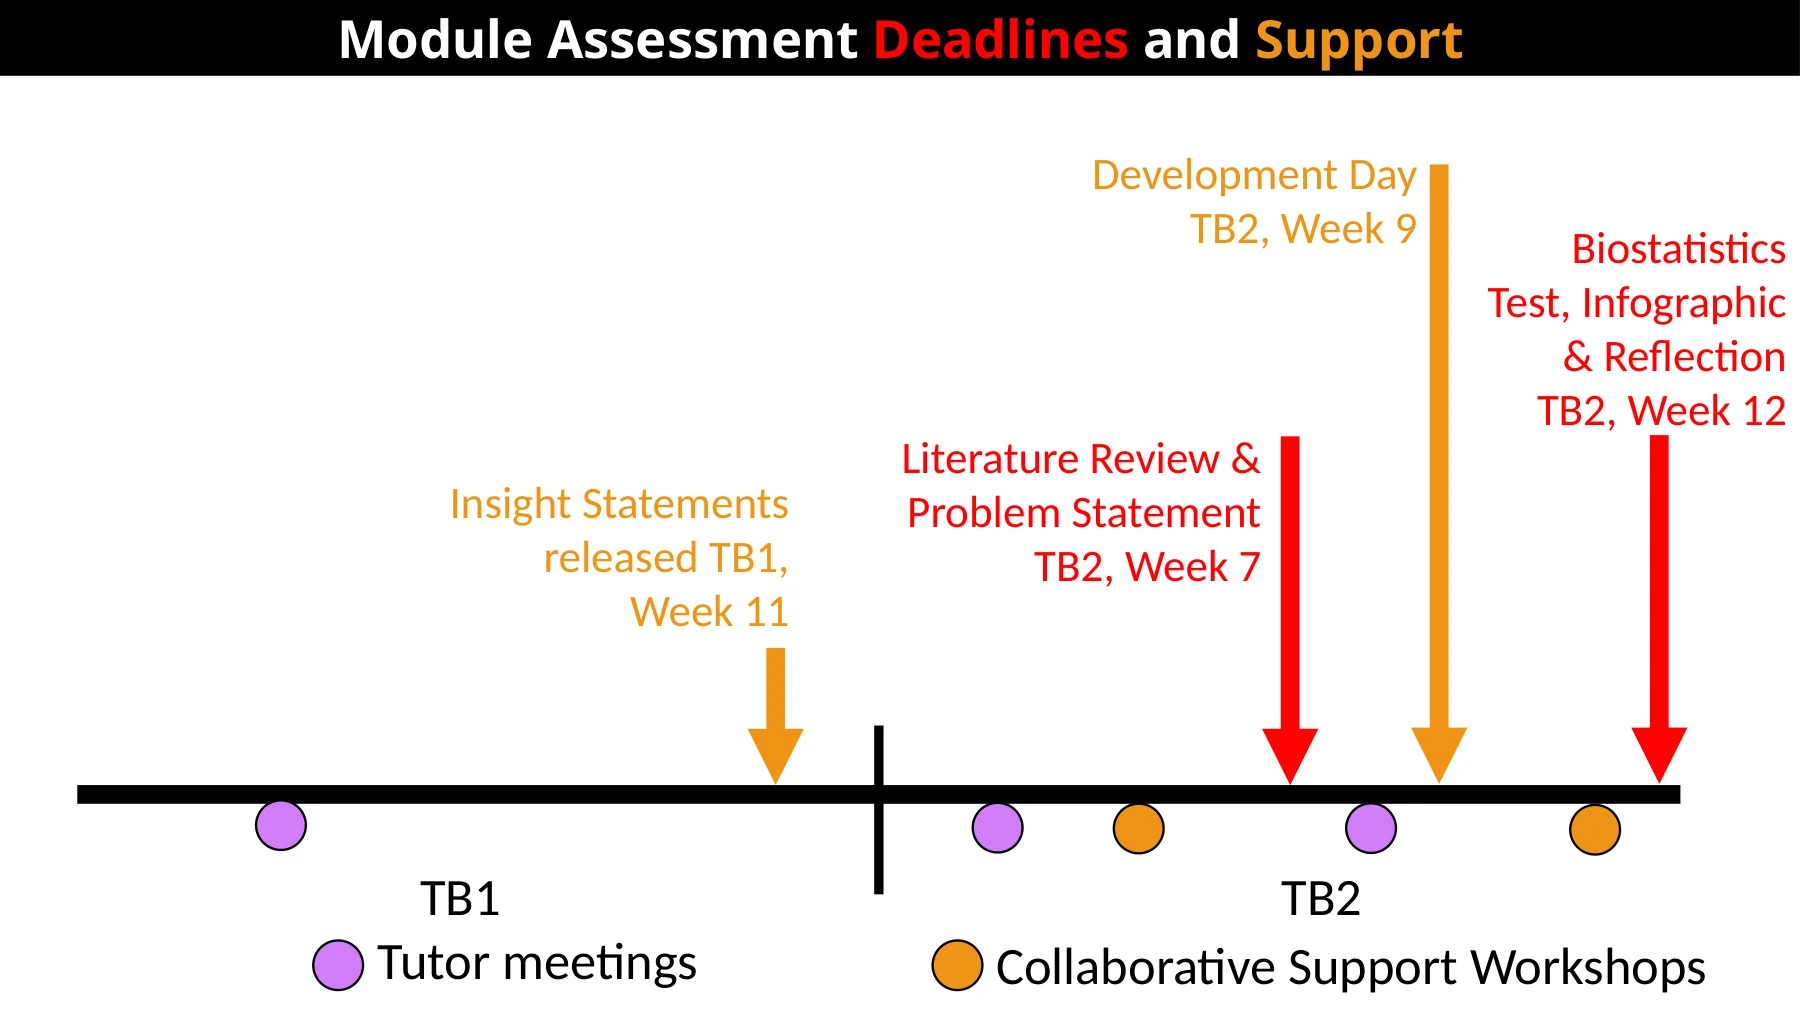 Module Assessment Deadlines and Support
Development Day
TB2, Week 9
Biostatistics
Test, Infographic
& Reflection
TB2, Week 12
Literature Review &
Problem Statement
TB2, Week 7
Insight Statements
released TB1,
Week 11
TB1
TB2
Tutor meetings
Collaborative Support Workshops